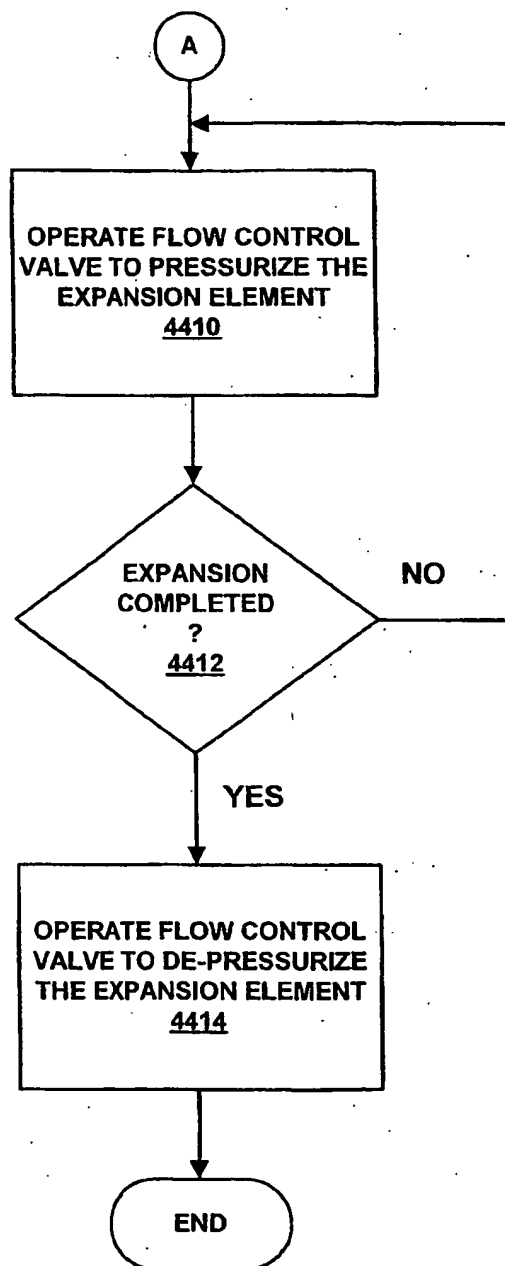 A
OPERATE FLOW CONTROL
VALVE TO PRESSURIZE THE
EXPANSION ELEMENT
4410
EXPANSION
COMPLETED
?
4412
NO
YES
OPERATE FLOW CONTROL
VALVE TO DE-PRESSURIZE
THE EXPANSION ELEMENT
4414
END